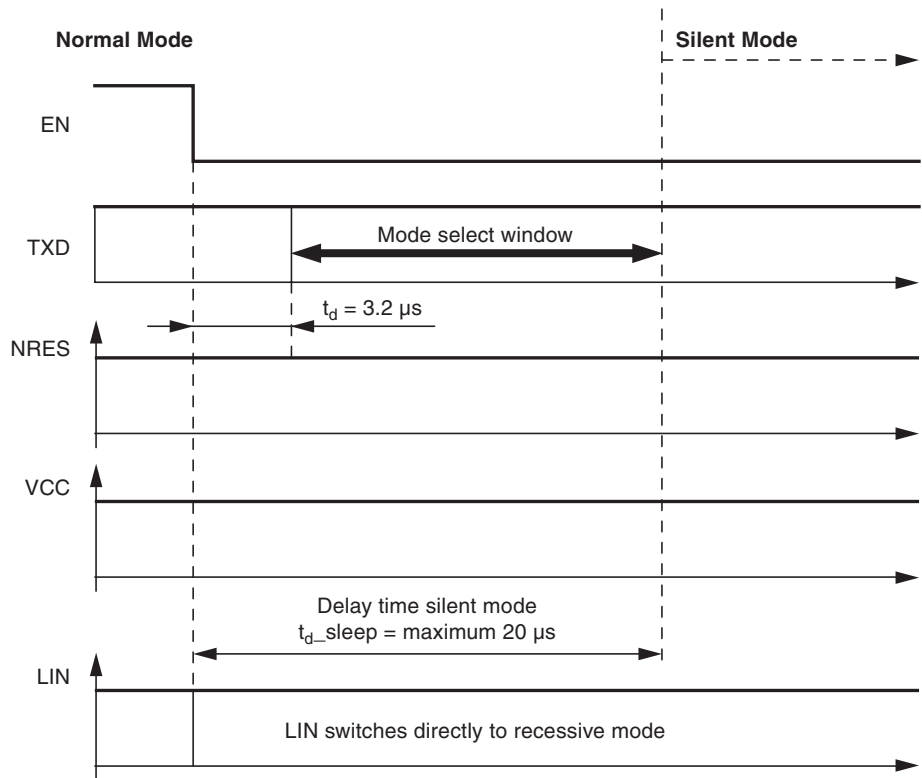 Normal Mode
Silent Mode
EN
TXD
Mode select window
t_d = 3.2 µs
NRES
VCC
Delay time silent mode
t_d_sleep = maximum 20 µs
LIN
LIN switches directly to recessive mode